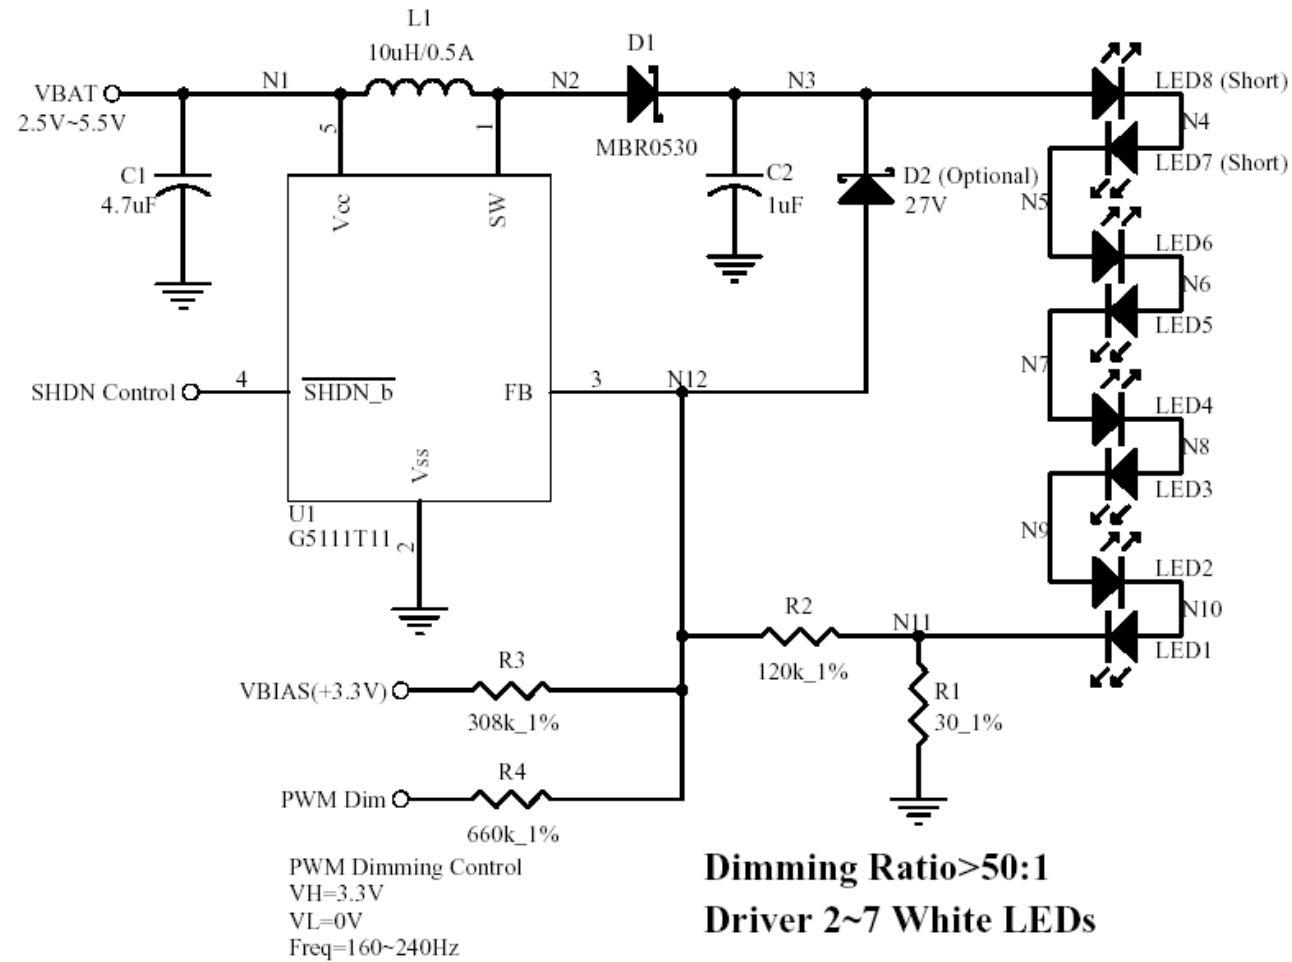 L1
10uH/0.5A
D1
MBR0530
VBAT
2.5V~5.5V
N1
N2
N3
5
1
C1
4.7uF
Vcc
SW
C2
1uF
D2 (Optional)
27V
LED8 (Short)
N4
LED7 (Short)
N5
LED6
N6
LED5
N7
LED4
N8
LED3
N9
LED2
N10
LED1
SHDN Control
4
SHDN_b
FB
3
N12
Vss
U1
G5111T11
2
R2
120k_1%
N11
R1
30_1%
VBIAS(+3.3V)
R3
308k_1%
PWM Dim
R4
660k_1%
PWM Dimming Control
VH=3.3V
VL=0V
Freq=160~240Hz
Dimming Ratio>50:1
Driver 2~7 White LEDs